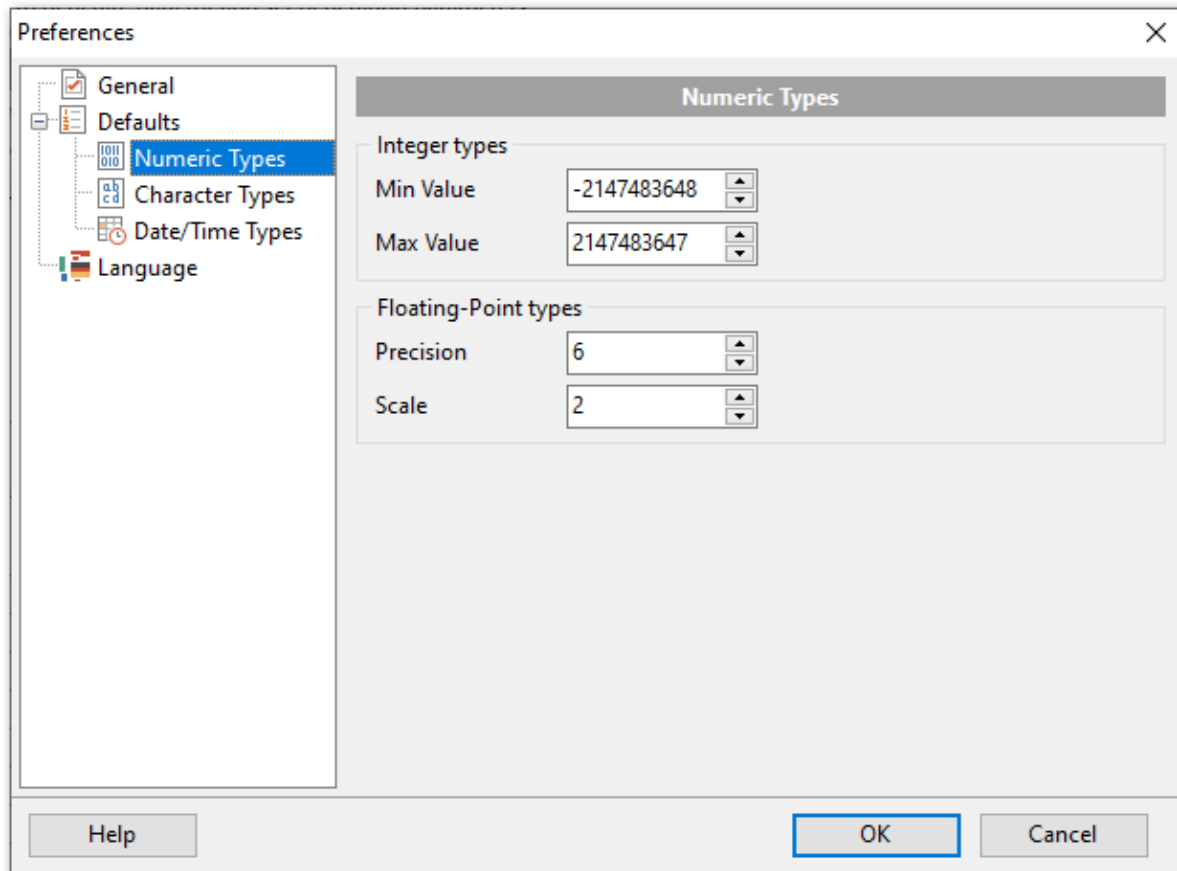 Preferences
General
Defaults
Numeric Types
Character Types
Date/Time Types
Language
Numeric Types
Integer types
Min Value -2147483648
Max Value 2147483647
Floating-Point types
Precision 6
Scale 2
Help OK Cancel